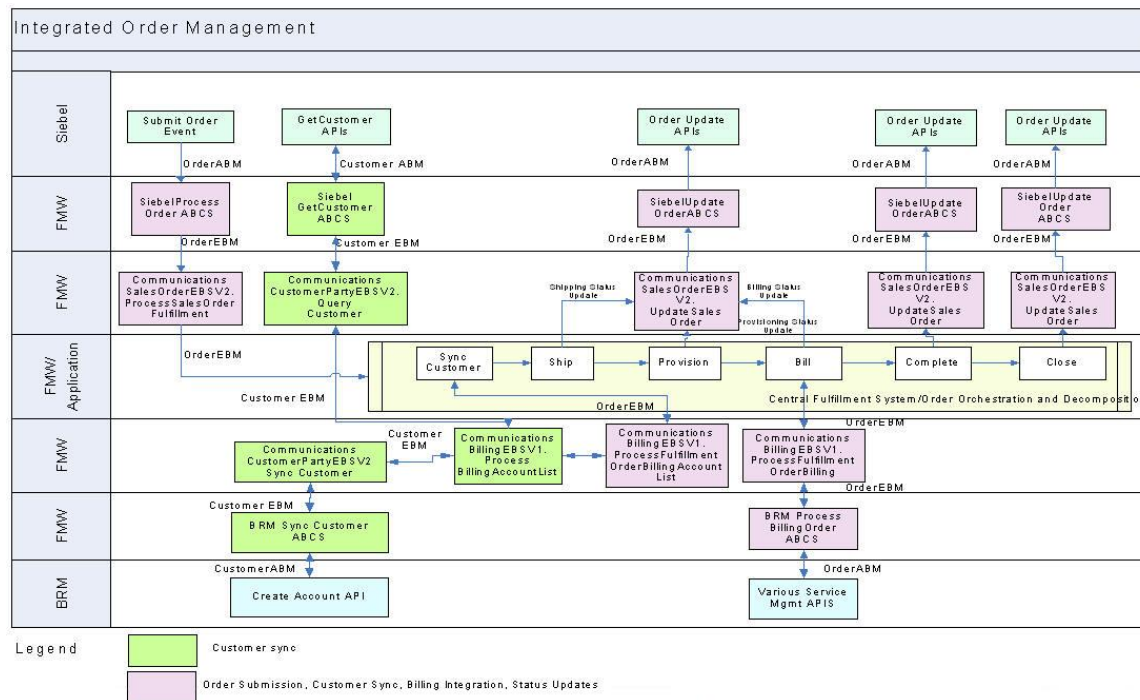 Integrated Order Management
Siebel
Submit Order
Event
GetCustomer
APIs
Order Update
APIs
Order Update
APIs
Order Update
APIs
OrderABM
Customer ABM
OrderABM
OrderABM
OrderABM
FMW
SiebelProcess
Order ABCS
Siebel
GetCustomer
ABCS
SiebelUpdate
OrderABCS
SiebelUpdate
OrderABCS
SiebelUpdate
Order
ABCS
OrderEBM
Customer EBM
OrderEBM
OrderEBM
OrderEBM
FMW
Communications
SalesOrderEBSV2.
ProcessSalesOrder
Fulfillment
Communications
CustomerPartyEBSV2.
Query
Customer
Shipping Status
Update
Communications
SalesOrderEBS
V2.
UpdateSales
Order
Billing Status
Update
Provisioning Status
Update
Communications
SalesOrderEBS
V2.
UpdateSales
Order
Communications
SalesOrderEBS
V2.
UpdateSales
Order
FMW/
Application
OrderEBM
Sync
Customer
Ship
Provision
Bill
Complete
Close
Customer EBM
OrderEBM
Central Fulfillment System/Order Orchestration and Decompositio
FMW
OrderEBM
Communications
CustomerPartyEBSV2
Sync Customer
Customer
EBM
Communications
BillingEBSV1.
Process
BillingAccountList
Communications
BillingEBSV1.
ProcessFulfillment
OrderBillingAccount
List
Communications
BillingEBSV1.
ProcessFulfillment
OrderBilling
Customer EBM
OrderEBM
FMW
BRM Sync Customer
ABCS
BRM Process
BillingOrder
ABCS
CustomerABM
OrderABM
BRM
Create Account API
Various Service
Mgmt APIS
Legend
Customer sync
Order Submission, Customer Sync, Billing Integration, Status Updates